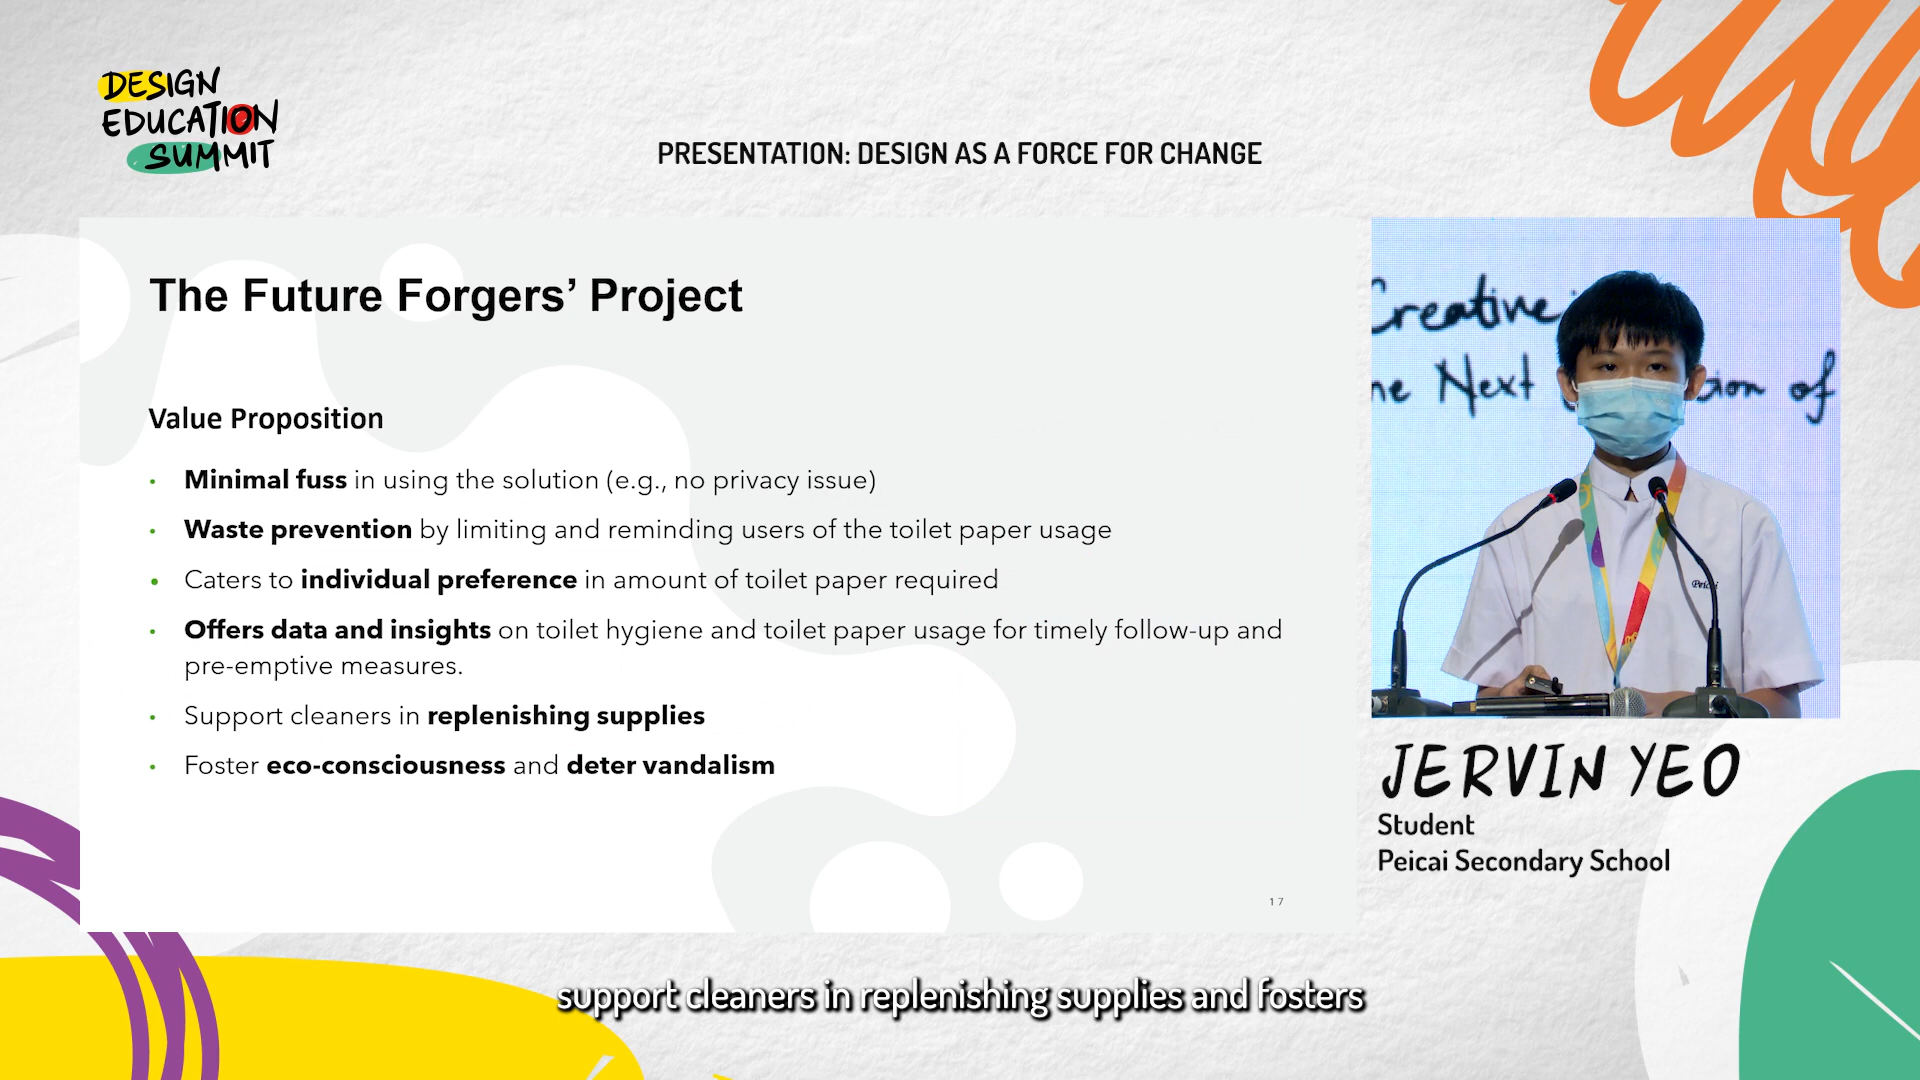 DESIGN
EDUCATION
SUMMIT
PRESENTATION: DESIGN AS A FORCE FOR CHANGE
The Future Forgers’ Project
Value Proposition
• Minimal fuss in using the solution (e.g., no privacy issue)
• Waste prevention by limiting and reminding users of the toilet paper usage
• Caters to individual preference in amount of toilet paper required
• Offers data and insights on toilet hygiene and toilet paper usage for timely follow-up and
pre-emptive measures.
• Support cleaners in replenishing supplies
• Foster eco-consciousness and deter vandalism
17
Creative
Next
of
JERVIN YEO
Student
Peicai Secondary School
support cleaners in replenishing supplies and fosters